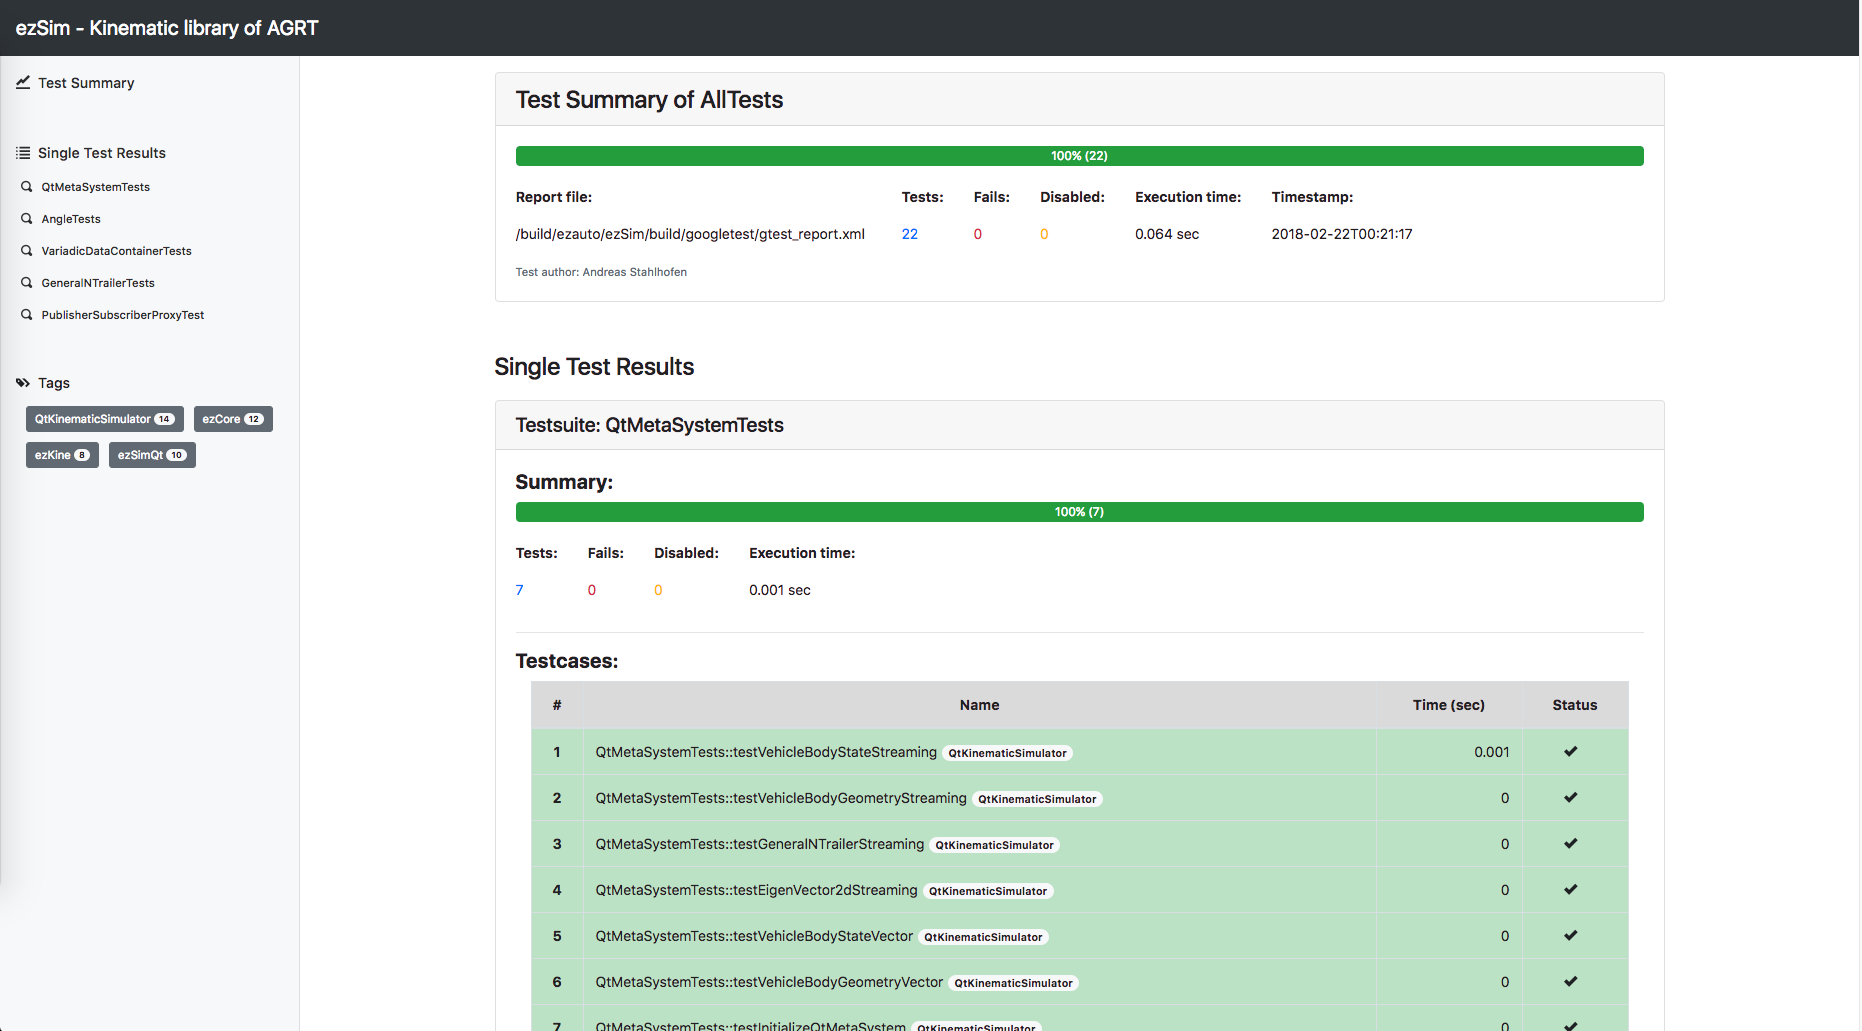 ezSim - Kinematic library of AGRT
Test Summary
Single Test Results
QtMetaSystemTests
AngleTests
VariadicDataContainerTests
GeneralNTrailerTests
PublisherSubscriberProxyTest
Tags
QtKinematicSimulator 14 ezCore 12
ezKine 8 ezSimQt 10
Test Summary of AllTests
100% (22)
Report file: Tests: Fails: Disabled: Execution time: Timestamp:
/build/ezauto/ezSim/build/googletest/gtest_report.xml 22 0 0 0.064 sec 2018-02-22T00:21:17
Test author: Andreas Stahlhofen
Single Test Results
Testsuite: QtMetaSystemTests
Summary:
100% (7)
Tests: Fails: Disabled: Execution time:
7 0 0 0.001 sec
Testcases:
# Name Time (sec) Status
1 QtMetaSystemTests::testVehicleBodyStateStreaming QtKinematicSimulator 0.001
2 QtMetaSystemTests::testVehicleBodyGeometryStreaming QtKinematicSimulator 0
3 QtMetaSystemTests::testGeneralNTrailerStreaming QtKinematicSimulator 0
4 QtMetaSystemTests::testEigenVector2dStreaming QtKinematicSimulator 0
5 QtMetaSystemTests::testVehicleBodyStateVector QtKinematicSimulator 0
6 QtMetaSystemTests::testVehicleBodyGeometryVector QtKinematicSimulator 0
7 QtMetaSystemTests::testInitializeQtMetaSystem QtKinematicSimulator 0